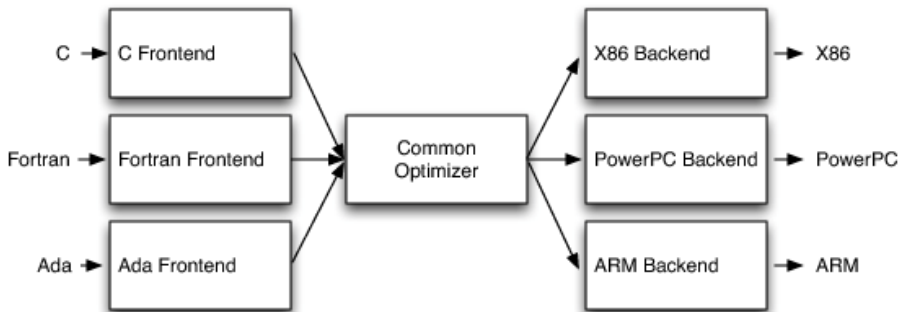 C
C Frontend
X86 Backend
X86
Fortran
Fortran Frontend
Common
Optimizer
PowerPC Backend
PowerPC
Ada
Ada Frontend
ARM Backend
ARM